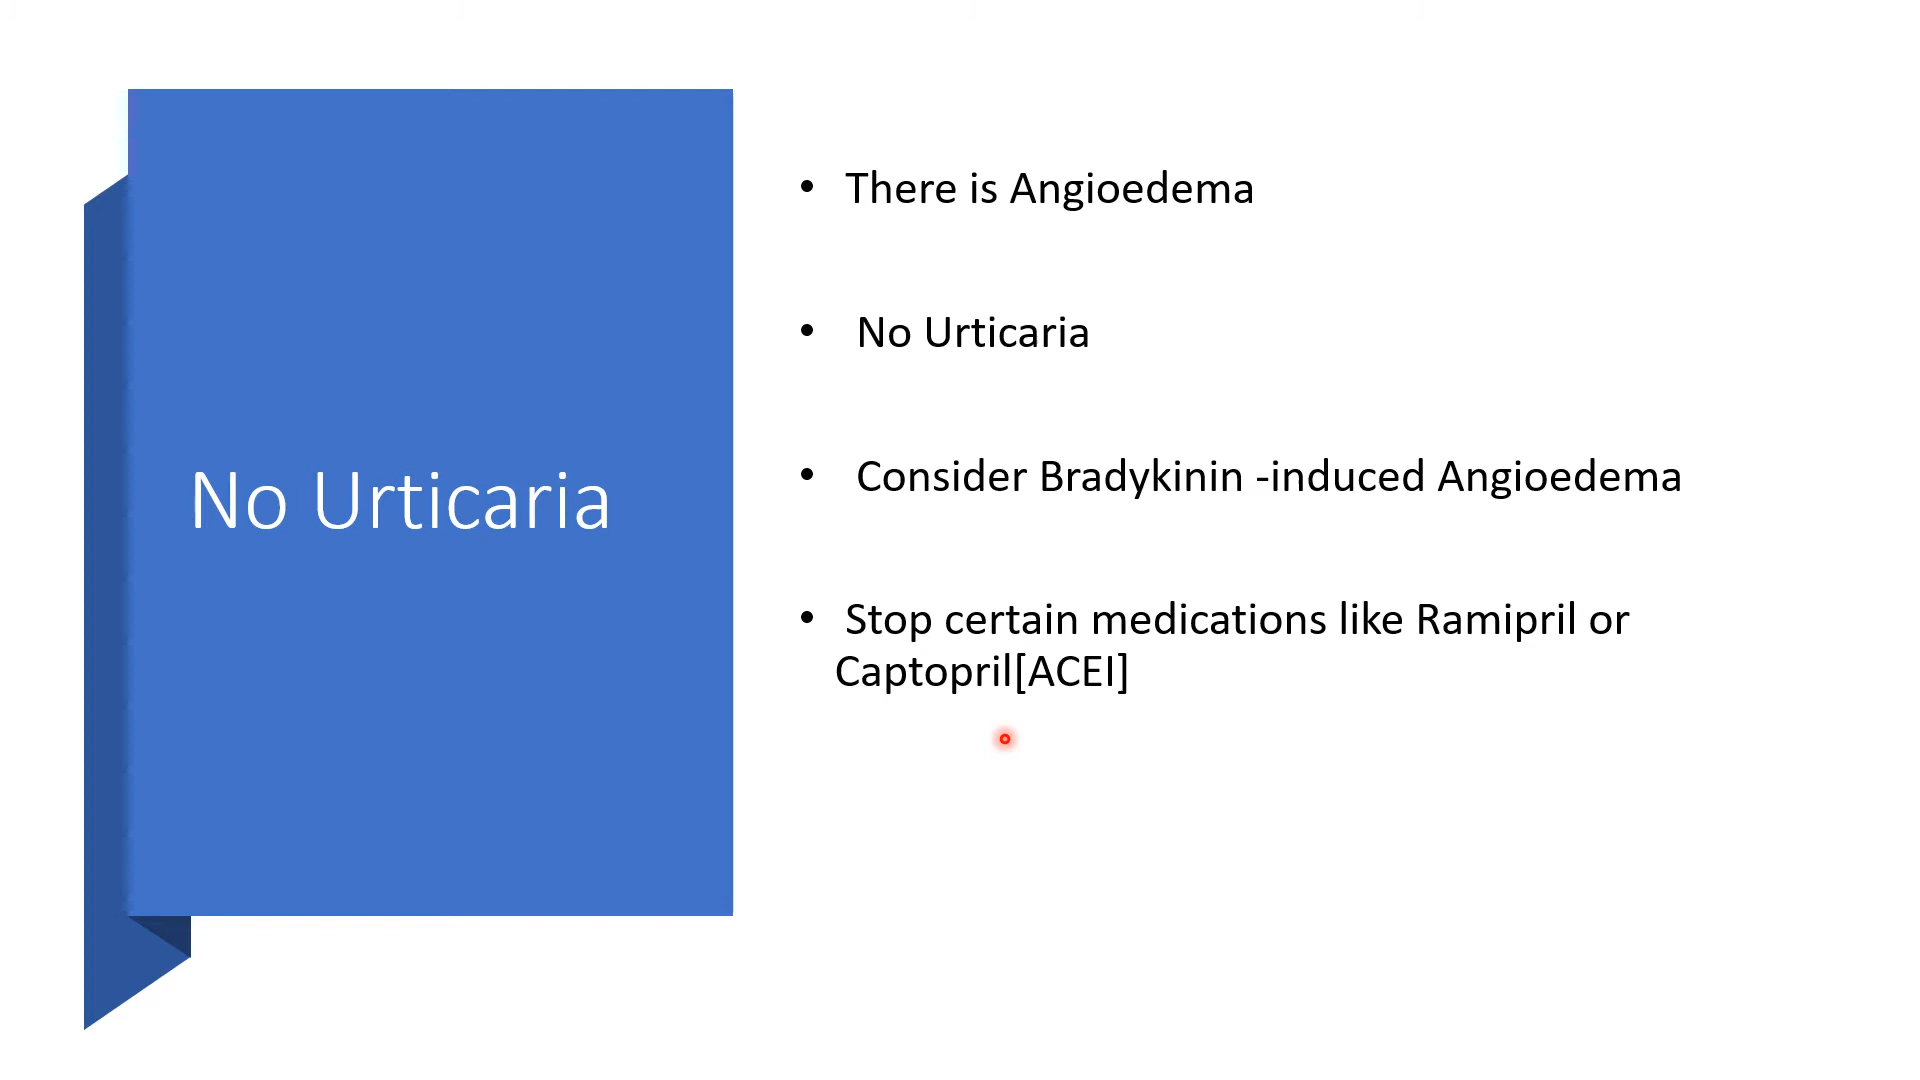 No Urticaria
• There is Angioedema
• No Urticaria
• Consider Bradykinin -induced Angioedema
• Stop certain medications like Ramipril or
Captopril[ACEI]